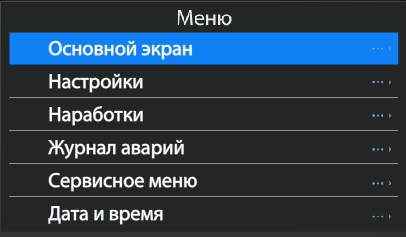 Меню
Основной экран
Настройки
Наработки
Журнал аварий
Сервисное меню
Дата и время